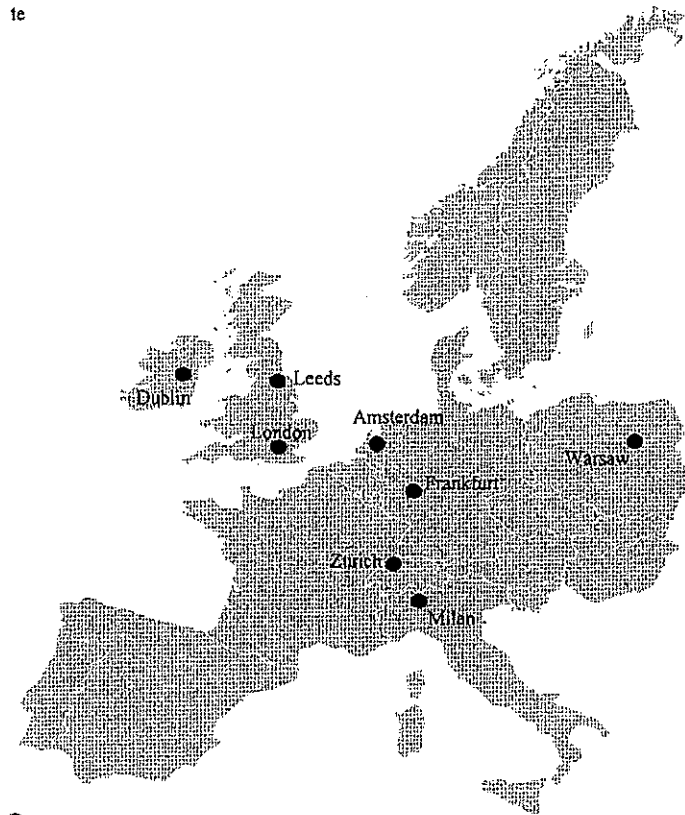 te
Leeds
Dublin
Amsterdam
London
Warsaw
Frankfurt
Zurich
Milan